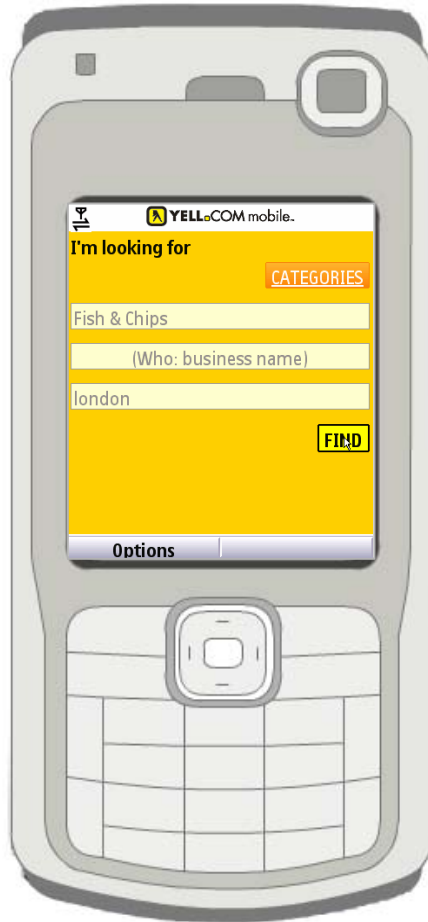 YELL.COM mobile
I'm looking for
CATEGORIES
Fish & Chips
(Who: business name)
london
FIND
Options